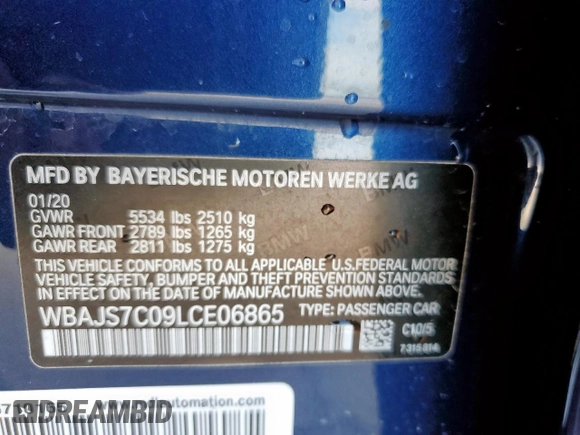 MFD BY BAYERISCHE MOTOREN WERKE AG
01/20
GVWR 5534 lbs 2510 kg
GAWR FRONT 2789 lbs 1265 kg
GAWR REAR 2811 lbs 1275 kg
THIS VEHICLE CONFORMS TO ALL APPLICABLE U.S.FEDERAL MOTOR
VEHICLE SAFETY, BUMPER AND THEFT PREVENTION STANDARDS
IN EFFECT ON THE DATE OF MANUFACTURE SHOWN ABOVE.
WBAJS7C09LCE06865 TYPE: PASSENGER CAR
C10/5
7 315 814
BMW
automation.com
DREAMBID